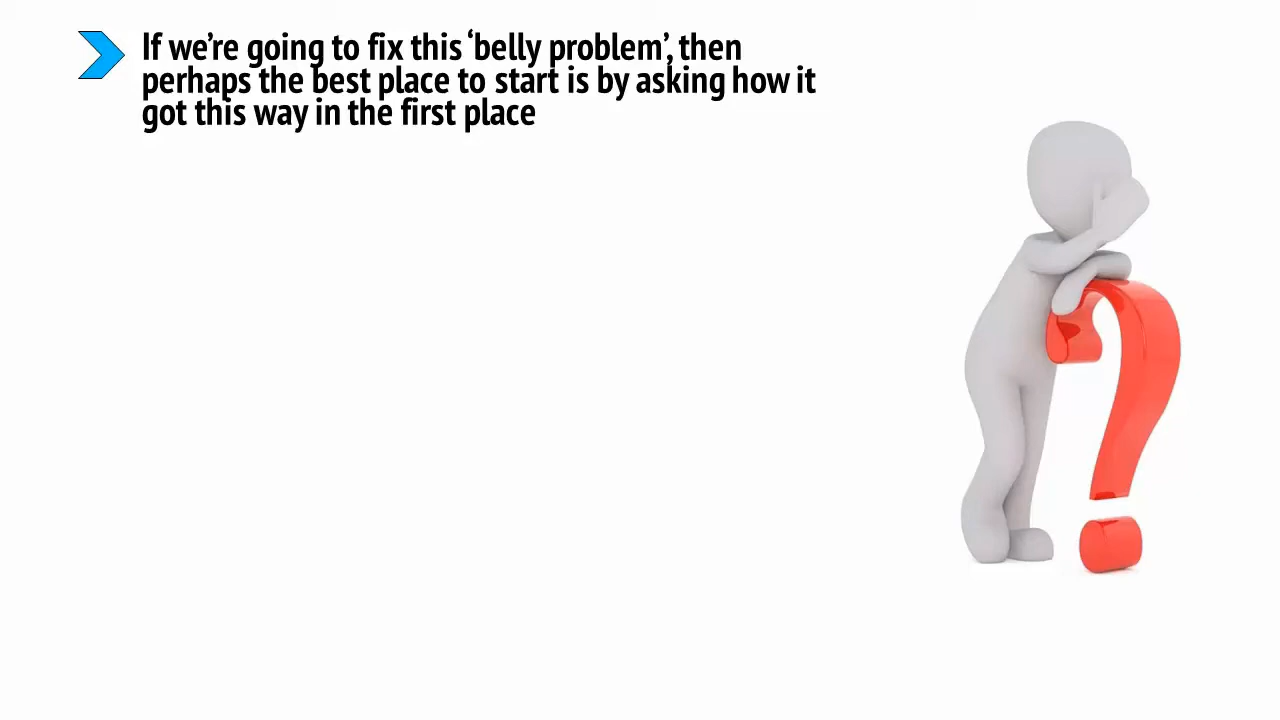 If we’re going to fix this ‘belly problem’, then
perhaps the best place to start is by asking how it
got this way in the first place